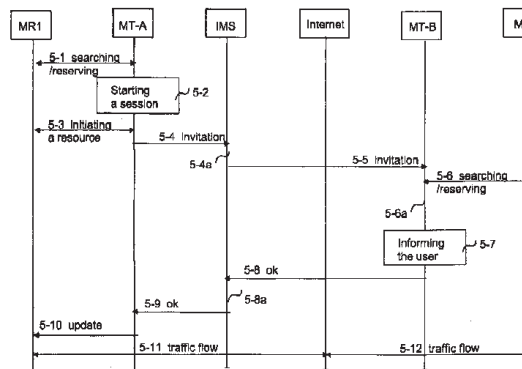 MR1 MT-A IMS Internet MT-B M
5-1 searching
/reserving
Starting
a session
5-2
5-3 Initiating
a resource
5-4 invitation
5-4a
5-5 invitation
5-6 searching
/reserving
5-6a
Informing
the user
5-7
5-8 ok
5-8a
5-9 ok
5-10 update
5-11 traffic flow
5-12 traffic flow